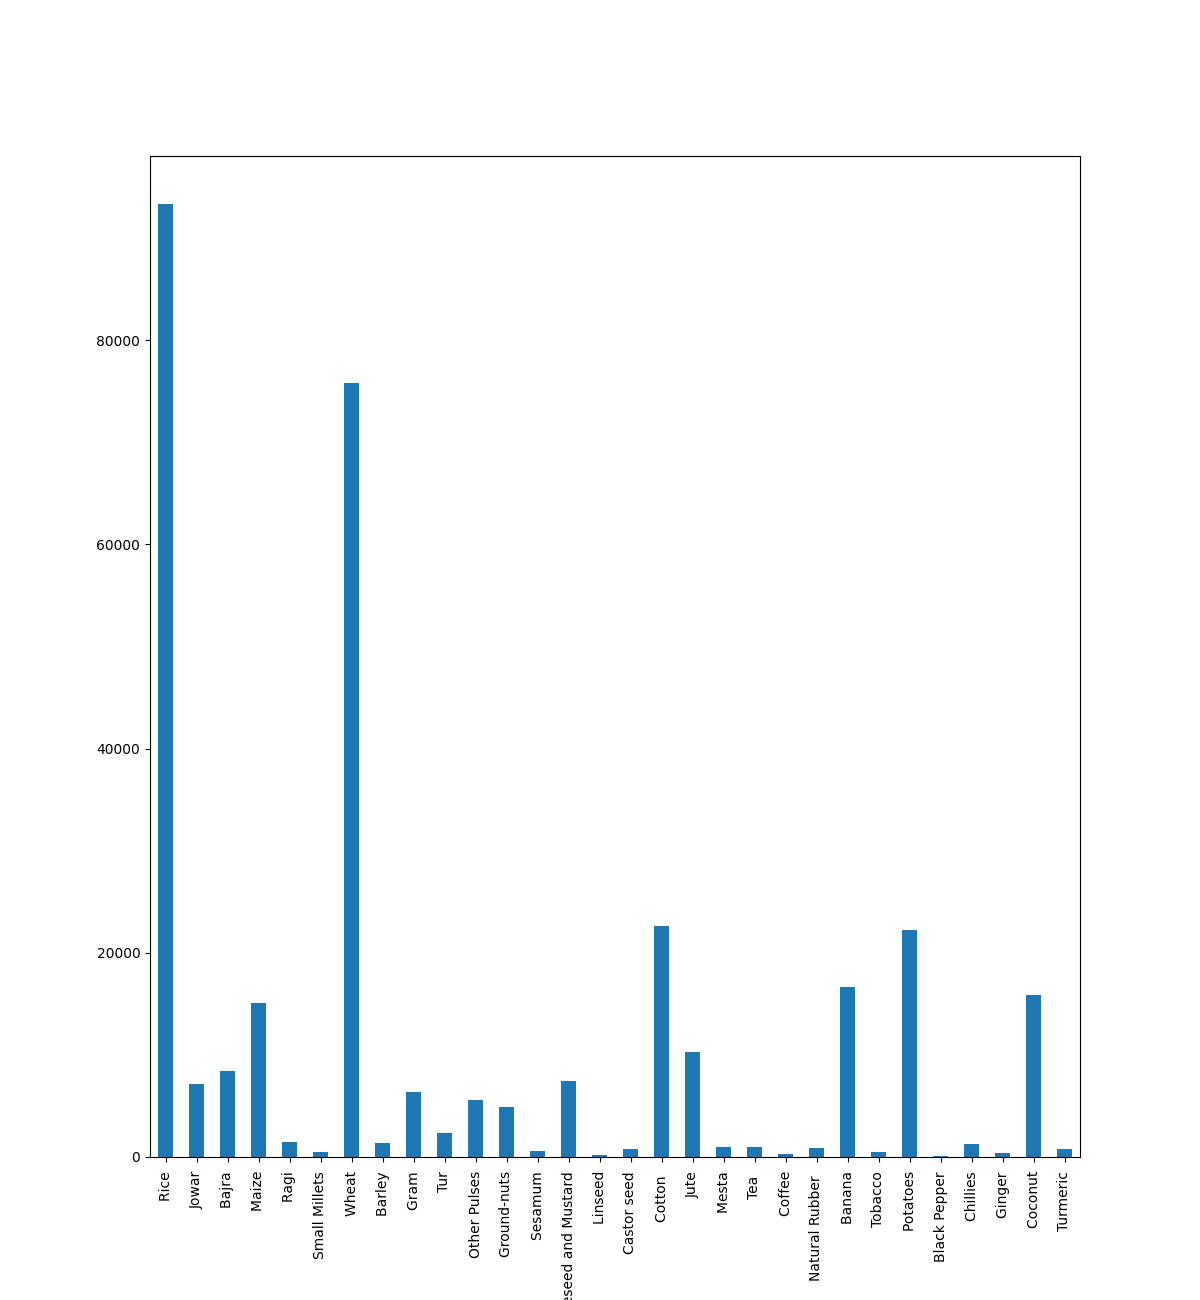 80000
60000
40000
20000
0
Rice
Jowar
Bajra
Maize
Ragi
Small Millets
Wheat
Barley
Gram
Tur
Other Pulses
Ground-nuts
Sesamum
and Mustard
Linseed
Castor seed
Cotton
Jute
Mesta
Tea
Coffee
Natural Rubber
Banana
Tobacco
Potatoes
Black Pepper
Chillies
Ginger
Coconut
Turmeric